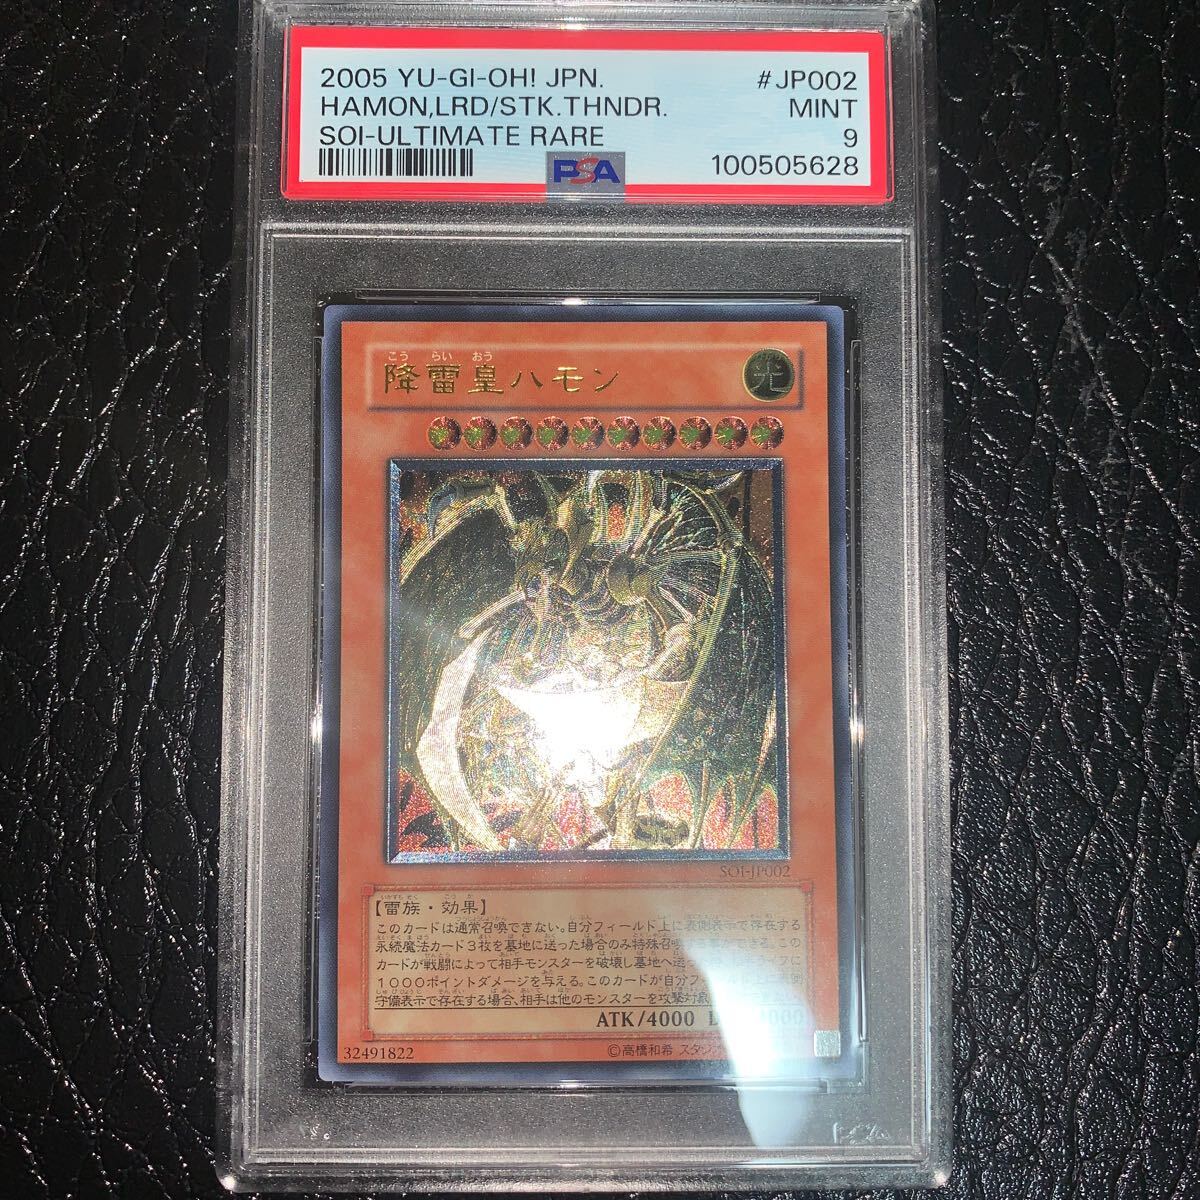 2005 YU-GI-OH! JPN. #JP002
HAMON,LRD/STK.THNDR. MINT
SOI-ULTIMATE RARE 9
PSA 100505628
こう らい おう
降雷皇ハモン 光
SOI-JP002
【雷族・効果】
このカードは通常召喚できない。自分フィールド上に表側表示で存在する
永続魔法カード3枚を墓地に送った場合のみ特殊召喚 できる。この
カードが戦闘によって相手モンスターを破壊し墓地へ送
1000ポイントダメージを与える。このカードが自分フィ
守備表示で存在する場合、相手は他のモンスターを攻撃対象
ATK/4000
32491822 ©高橋和希 スタジ